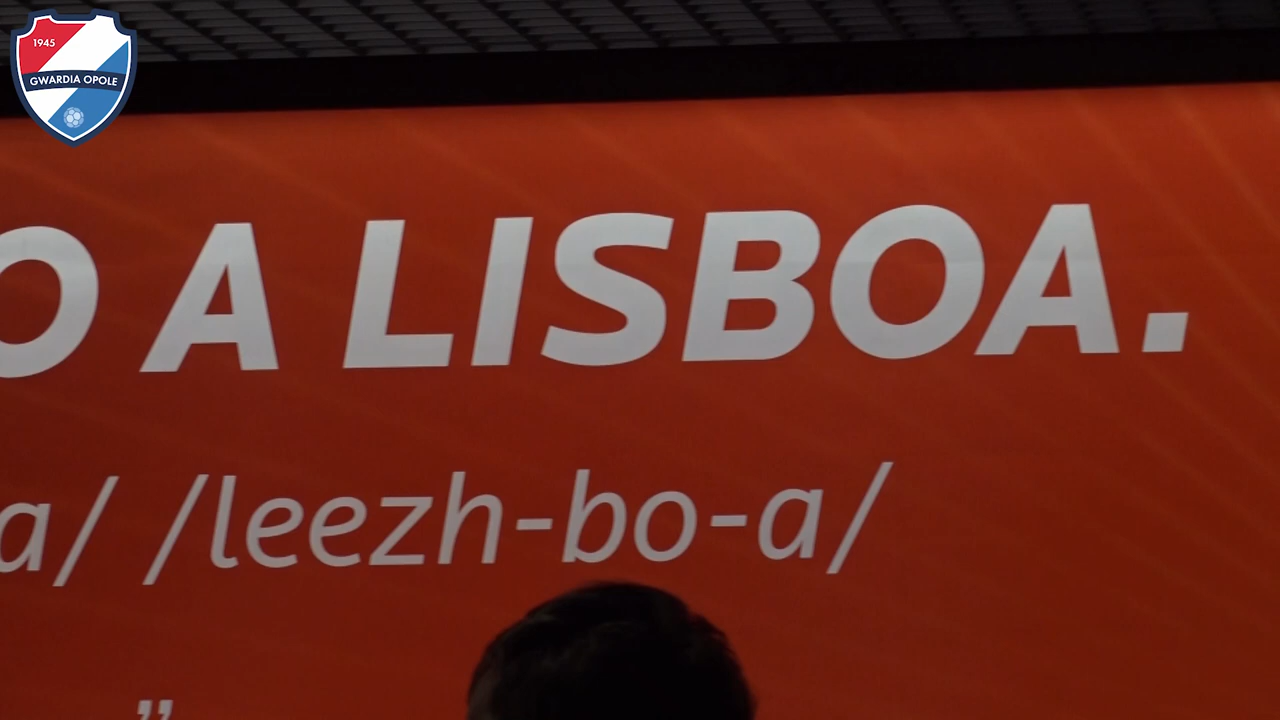 1945
GWARDIA OPOLE
O A LISBOA.
a/ /leezh-bo-a/
”